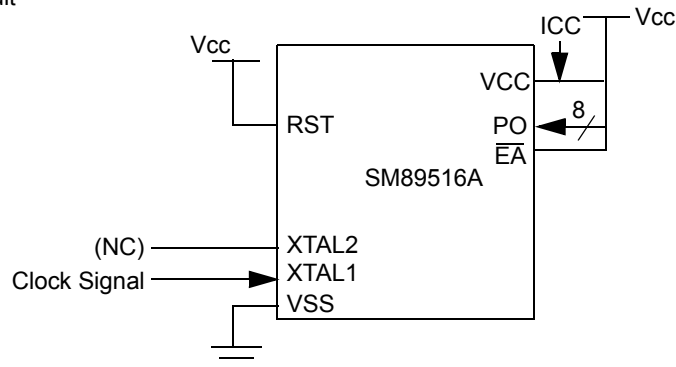 Vcc
ICC
Vcc
VCC
RST
8
PO
EA
SM89516A
(NC)
XTAL2
Clock Signal
XTAL1
VSS